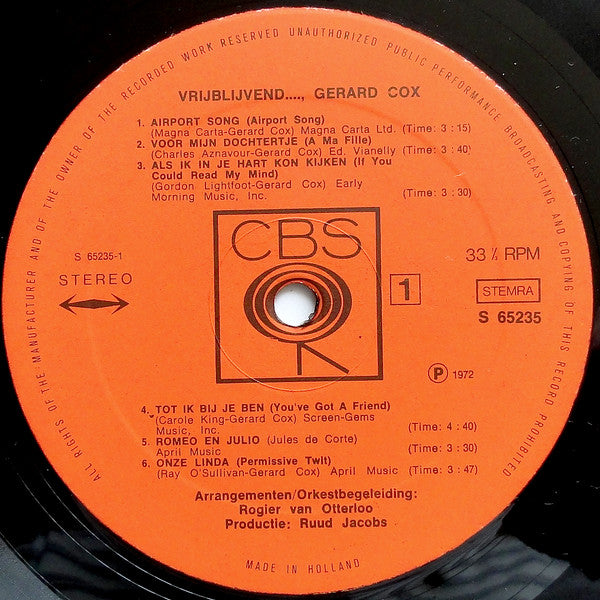 ALL RIGHTS OF THE MANUFACTURER AND OF THE OWNER OF THE RECORDED WORK RESERVED UNAUTHORIZED PUBLIC PERFORMANCE BROADCASTING AND COPYING OF THIS RECORD PROHIBITED
VRIJBLIJVEND...., GERARD COX
1. AIRPORT SONG (Airport Song)
(Magna Carta-Gerard Cox) Magna Carta Ltd. (Time: 3 : 15)
2. VOOR MIJN DOCHTERTJE (A Ma Fille)
(Charles Aznavour-Gerard Cox) Ed. Vianelly (Time: 3 : 40)
3. ALS IK IN JE HART KON KIJKEN (If You
Could Read My Mind)
(Gordon Lightfoot-Gerard Cox) Early
Morning Music, Inc. (Time: 3 : 30)
CBS
S 65235-1
STEREO
33 ⅓ RPM
1
STEMRA
S 65235
Ⓟ 1972
4. TOT IK BIJ JE BEN (You've Got A Friend)
(Carole King-Gerard Cox) Screen-Gems
Music, Inc. (Time: 4 : 40)
5. ROMEO EN JULIO (Jules de Corte)
April Music (Time: 3 : 30)
6. ONZE LINDA (Permissive Twit)
(Ray O'Sullivan-Gerard Cox) April Music (Time: 3 : 47)
Arrangementen/Orkestbegeleiding:
Rogier van Otterloo
Productie: Ruud Jacobs
MADE IN HOLLAND